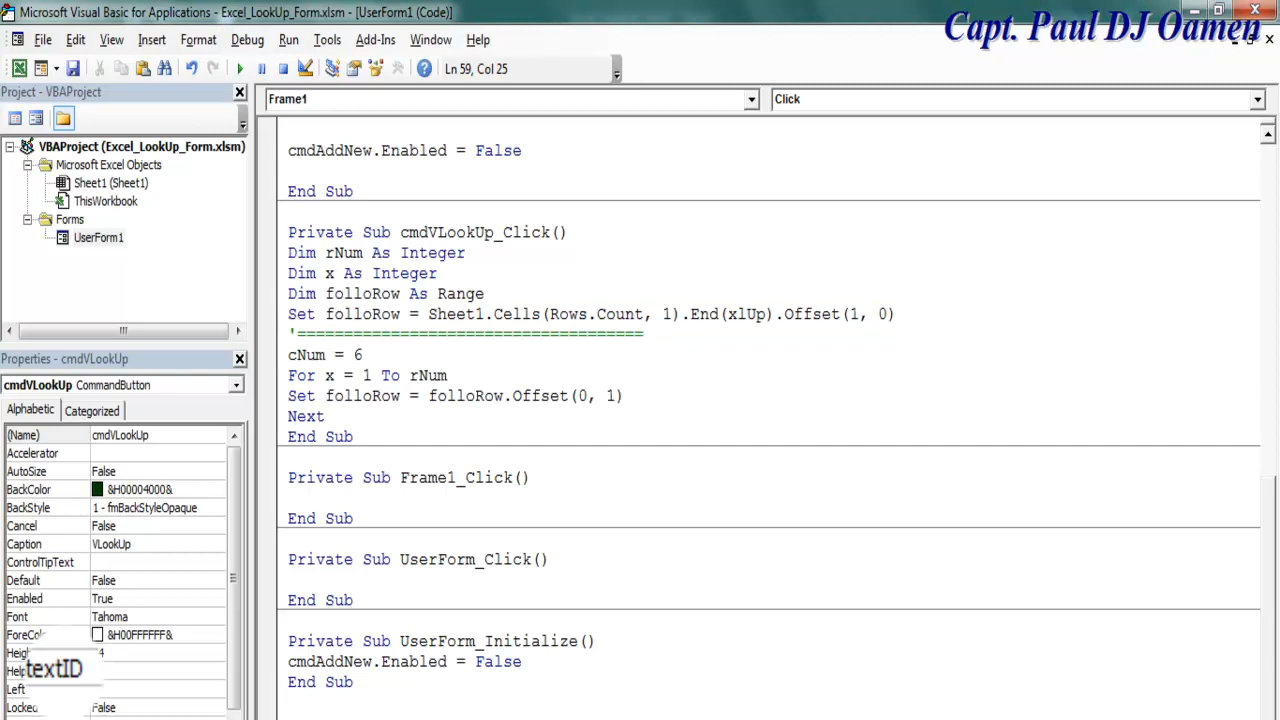 Microsoft Visual Basic for Applications - Excel_LookUp_Form.xlsm - [UserForm1 (Code)]
Capt. Paul DJ Oamen
File Edit View Insert Format Debug Run Tools Add-Ins Window Help
Ln 59, Col 25
Project - VBAProject
Frame1
Click
VBAProject (Excel_LookUp_Form.xlsm)
Microsoft Excel Objects
Sheet1 (Sheet1)
ThisWorkbook
Forms
UserForm1
Properties - cmdVLookUp
cmdVLookUp CommandButton
Alphabetic Categorized
(Name) cmdVLookUp
Accelerator
AutoSize False
BackColor &H00004000&
BackStyle 1 - fmBackStyleOpaque
Cancel False
Caption VLookUp
ControlTipText
Default False
Enabled True
Font Tahoma
&H00FFFFFF&
textID
Left
Locked False
cmdAddNew.Enabled = False
End Sub
Private Sub cmdVLookUp_Click()
Dim rNum As Integer
Dim x As Integer
Dim folloRow As Range
Set folloRow = Sheet1.Cells(Rows.Count, 1).End(xlUp).Offset(1, 0)
'=====================================
cNum = 6
For x = 1 To rNum
Set folloRow = folloRow.Offset(0, 1)
Next
End Sub
Private Sub Frame1_Click()
End Sub
Private Sub UserForm_Click()
End Sub
Private Sub UserForm_Initialize()
cmdAddNew.Enabled = False
End Sub